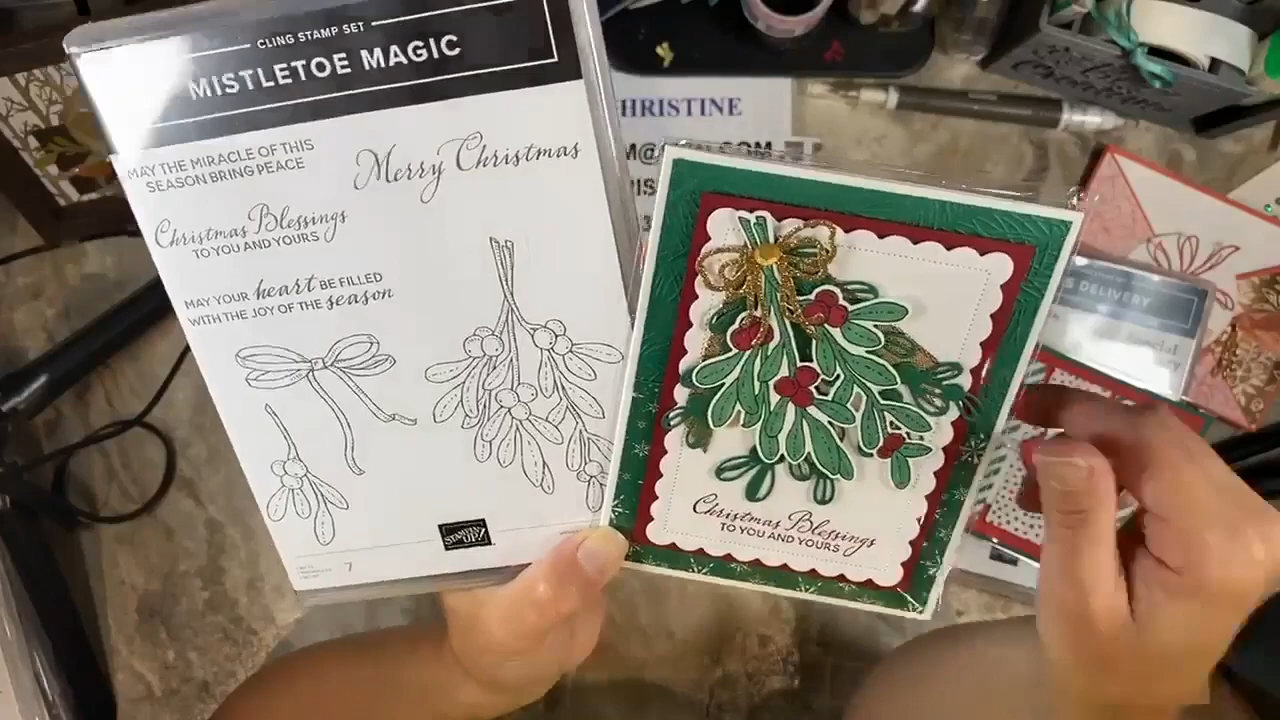 CLING STAMP SET
MISTLETOE MAGIC
MAY THE MIRACLE OF THIS
SEASON BRING PEACE
Merry Christmas
Christmas Blessings
TO YOU AND YOURS
MAY YOUR heart BE FILLED
WITH THE JOY OF THE season
STAMPIN' UP!
7
HRISTINE
Christmas Blessings
TO YOU AND YOURS
DELIVERY